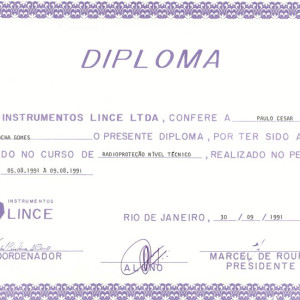 DIPLOMA
INSTRUMENTOS LINCE LTDA, CONFERE A PAULO CESAR
CHA GOMES O PRESENTE DIPLOMA, POR TER SIDO A
DO NO CURSO DE RADIOPROTEÇÃO NÍVEL TÉCNICO, REALIZADO NO PE
05.08.1991 A 09.08.1991
INSTRUMENTOS
LINCE
RIO DE JANEIRO, 30 / 09 / 1991
ORDENADOR
ALUNO
MARCEL DE ROU
PRESIDENTE